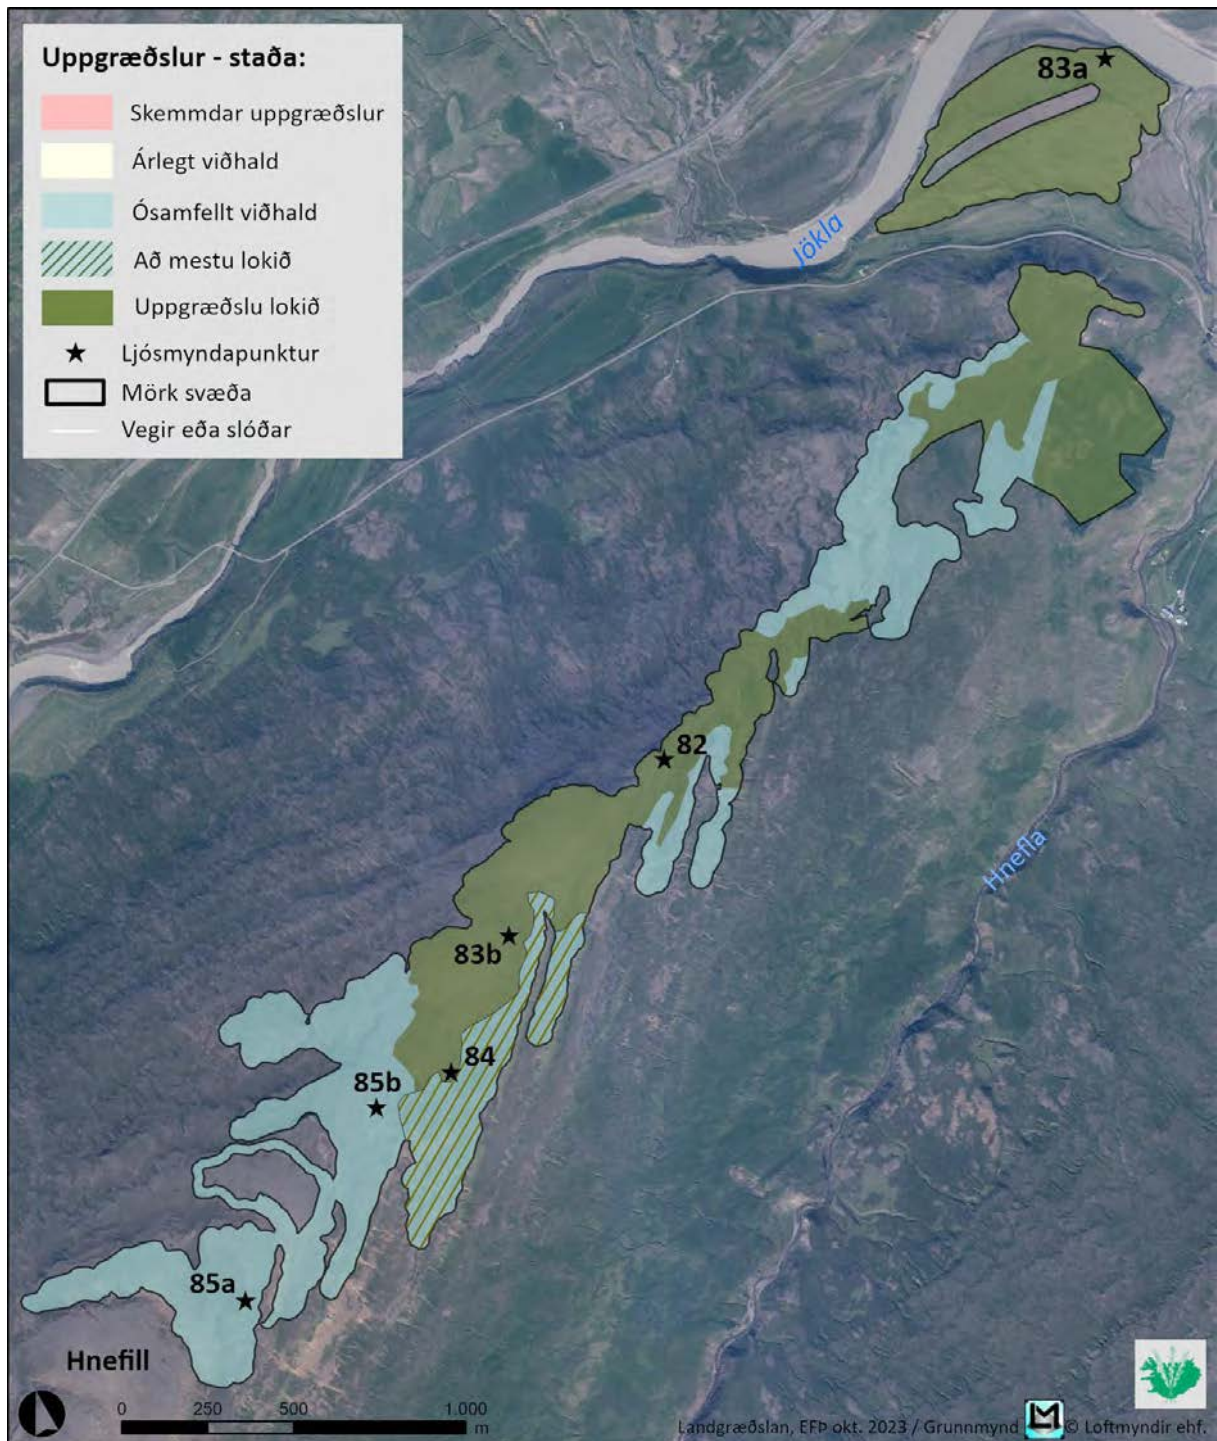 Uppgræðslur - staða:
Skemmdar uppgræðslur
Árlegt viðhald
Ósamfellt viðhald
Að mestu lokið
Uppgræðslu lokið
Ljósmyndapunktur
Mörk svæða
Vegir eða slóðar
83a
Jökla
82
Hnefla
83b
84
85b
85a
Hnefill
0 250 500 1.000
m
Landgræðslan, EFÞ okt. 2023 / Grunnmynd © Loftmyndir ehf.